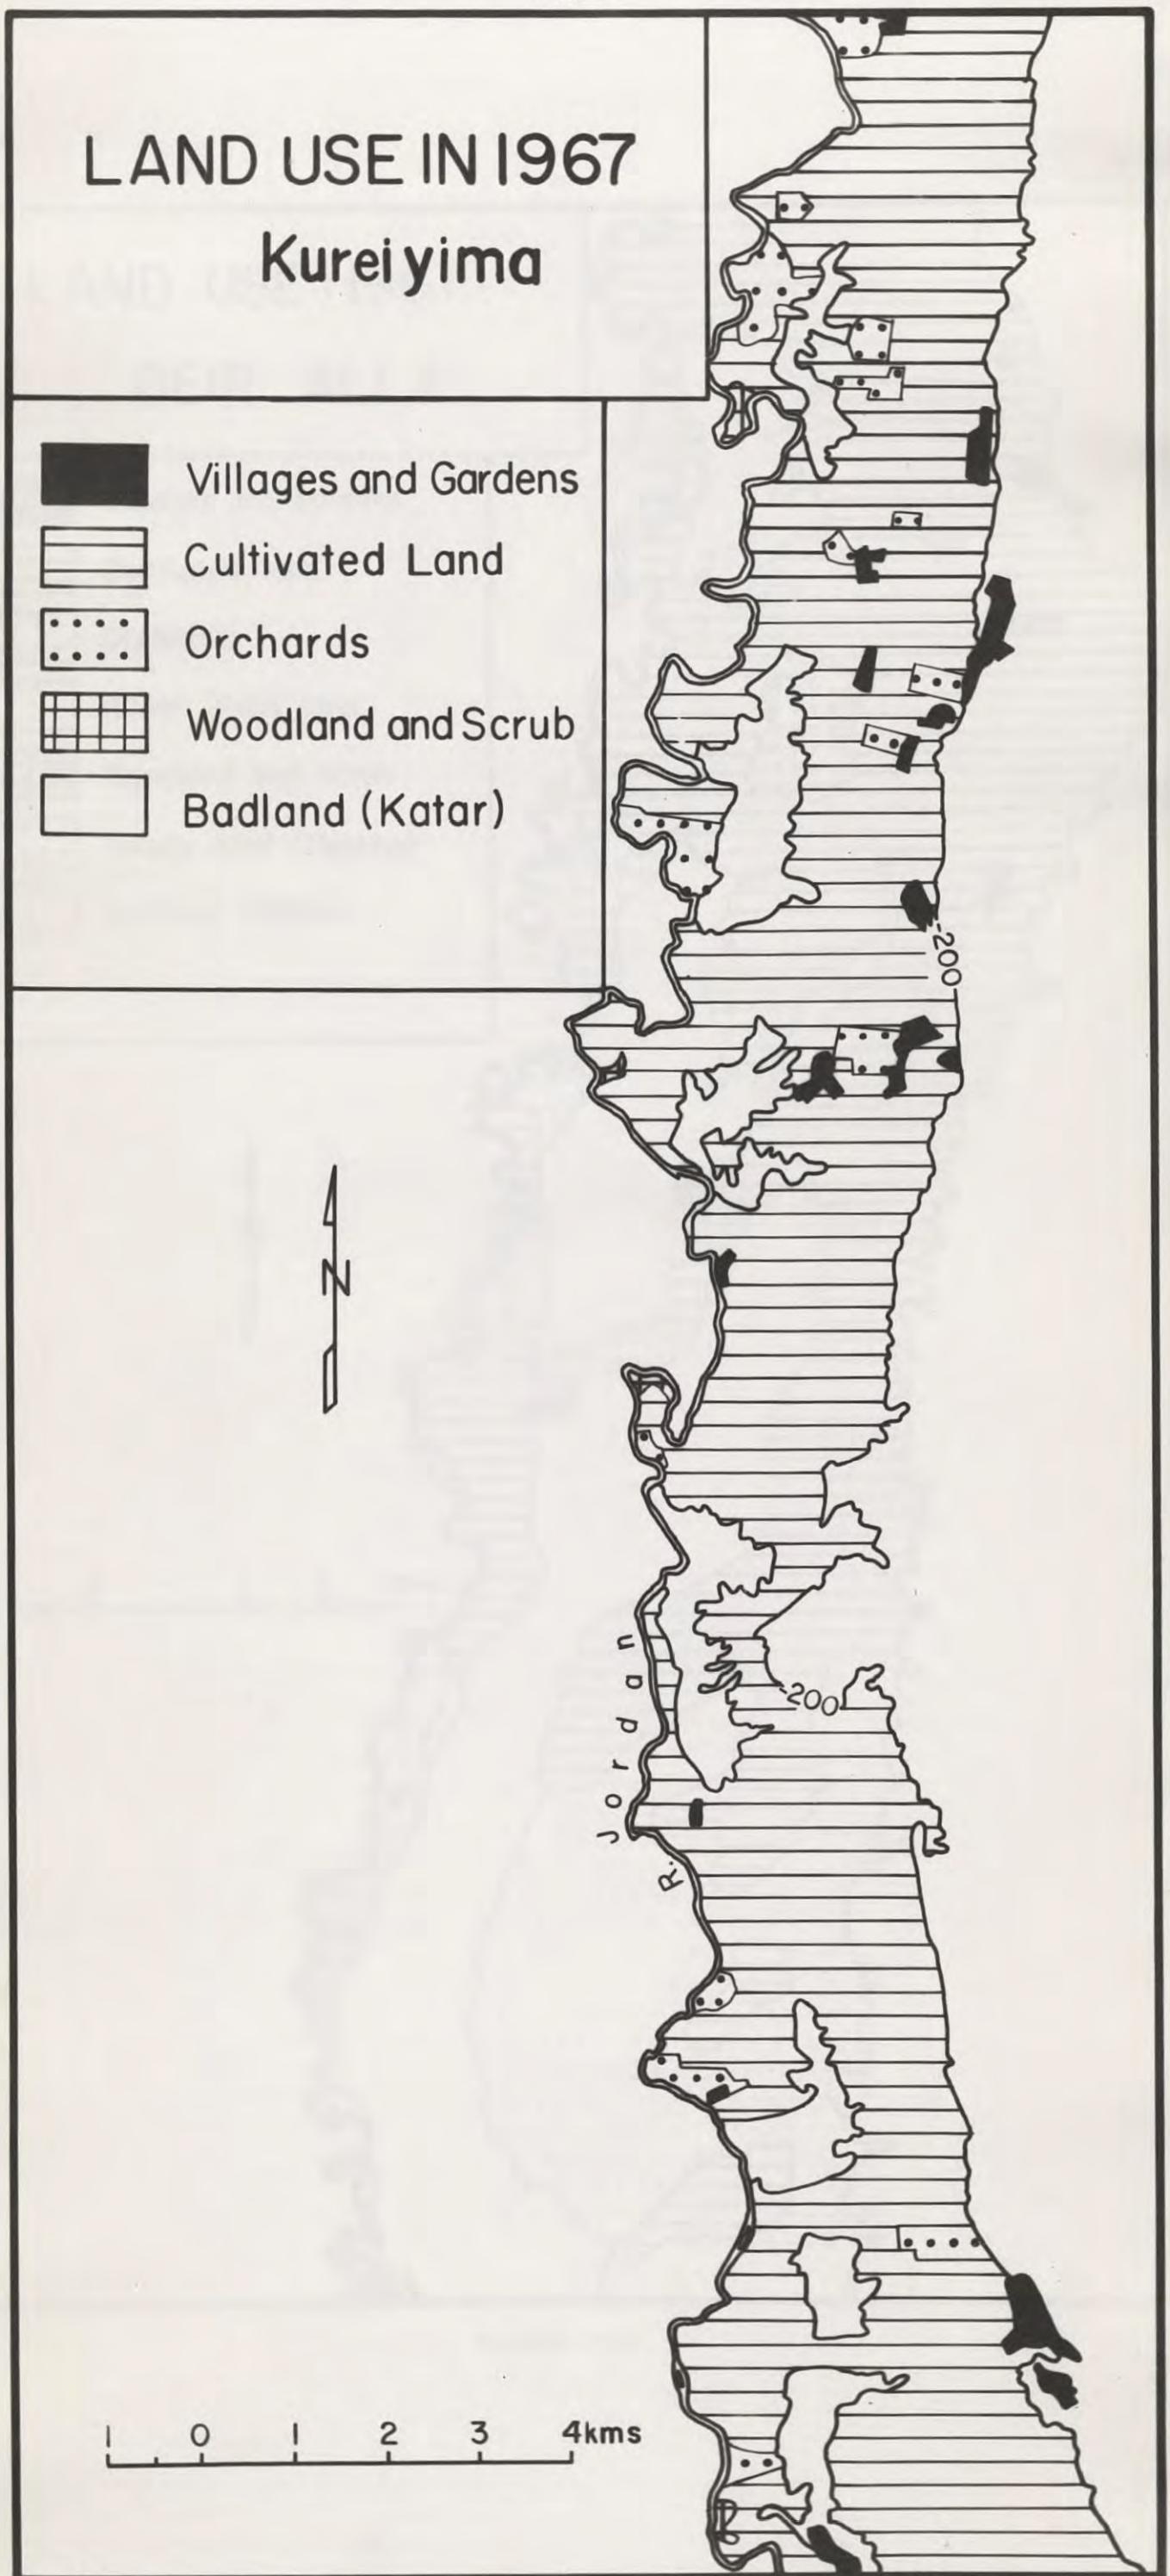 LAND USE IN 1967
Kureiyima
Villages and Gardens
Cultivated Land
Orchards
Woodland and Scrub
Badland (Katar)
-200
N
-200
R. Jordan
1 0 1 2 3 4kms